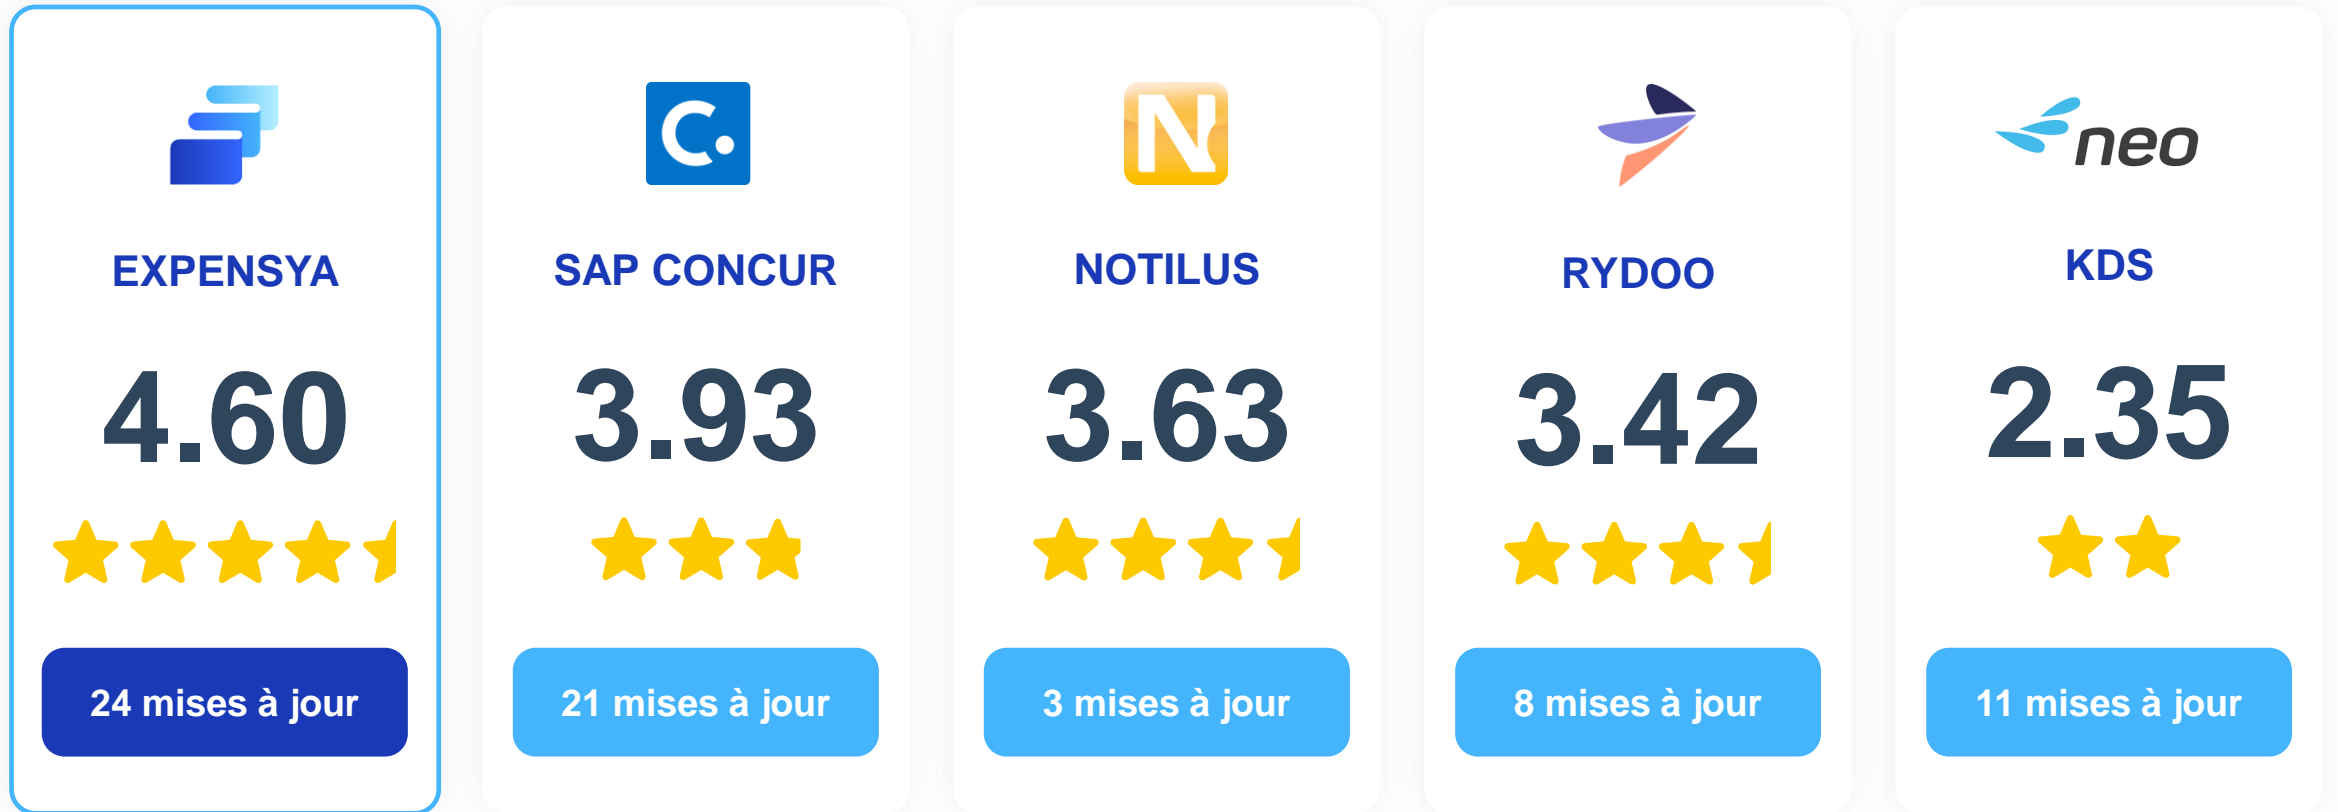 EXPENSYA
4.60
24 mises à jour
C.
SAP CONCUR
3.93
21 mises à jour
N
NOTILUS
3.63
3 mises à jour
RYDOO
3.42
8 mises à jour
neo
KDS
2.35
11 mises à jour